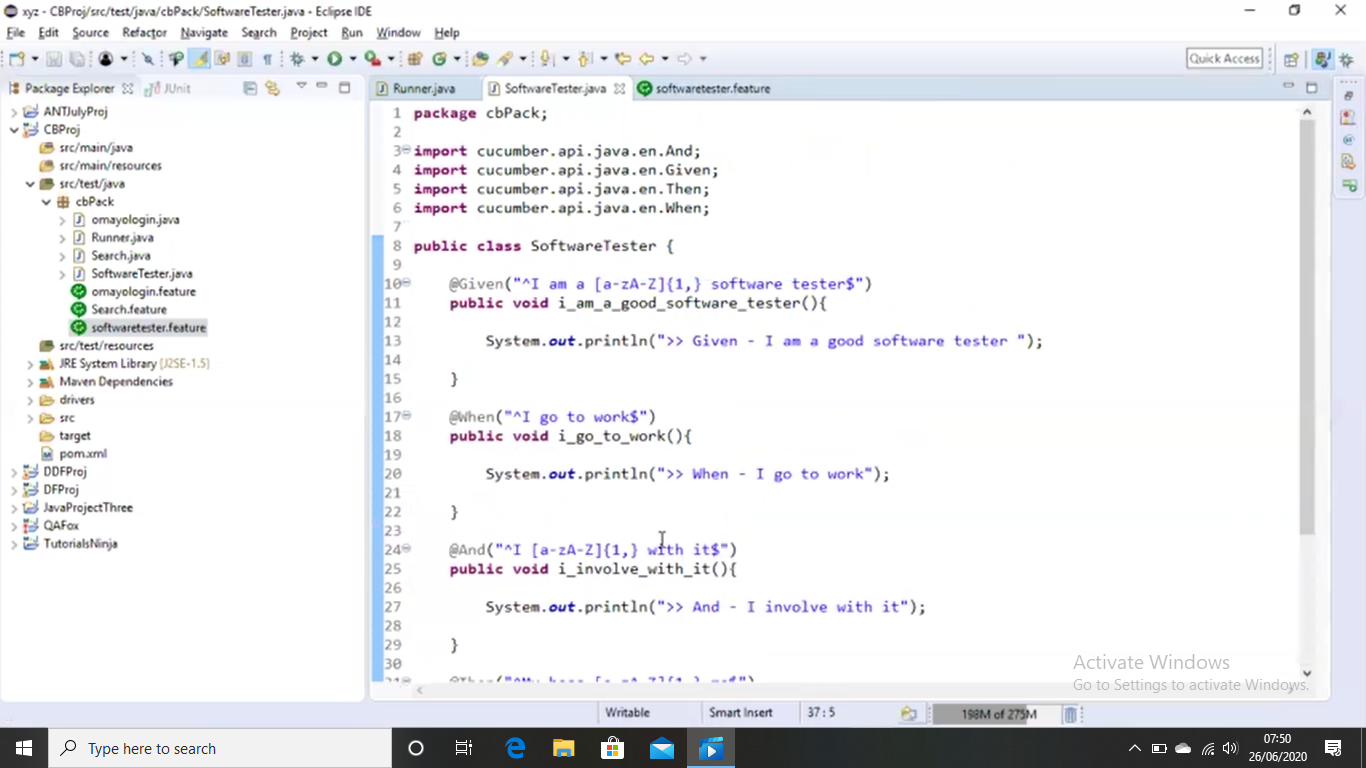 xyz - CBProj/src/test/java/cbPack/SoftwareTester.java - Eclipse IDE
File Edit Source Refactor Navigate Search Project Run Window Help
Quick Access
Package Explorer JUnit
Runner.java SoftwareTester.java softwaretester.feature
ANTJulyProj
CBProj
src/main/java
src/main/resources
src/test/java
cbPack
omayologin.java
Runner.java
Search.java
SoftwareTester.java
omayologin.feature
Search.feature
softwaretester.feature
src/test/resources
JRE System Library [J2SE-1.5]
Maven Dependencies
drivers
src
target
pom.xml
DDFProj
DFProj
JavaProjectThree
QAFox
TutorialsNinja
1 package cbPack;
2
3 import cucumber.api.java.en.And;
4 import cucumber.api.java.en.Given;
5 import cucumber.api.java.en.Then;
6 import cucumber.api.java.en.When;
7
8 public class SoftwareTester {
9
10 @Given("^I am a [a-zA-Z]{1,} software tester$")
11 public void i_am_a_good_software_tester(){
12
13 System.out.println(">> Given - I am a good software tester ");
14
15 }
16
17 @When("^I go to work$")
18 public void i_go_to_work(){
19
20 System.out.println(">> When - I go to work");
21
22 }
23
24 @And("^I [a-zA-Z]{1,} with it$")
25 public void i_involve_with_it(){
26
27 System.out.println(">> And - I involve with it");
28
29 }
30
Activate Windows
Go to Settings to activate Windows.
Writable Smart Insert 37 : 5 198M of 275M
Type here to search
07:50
26/06/2020